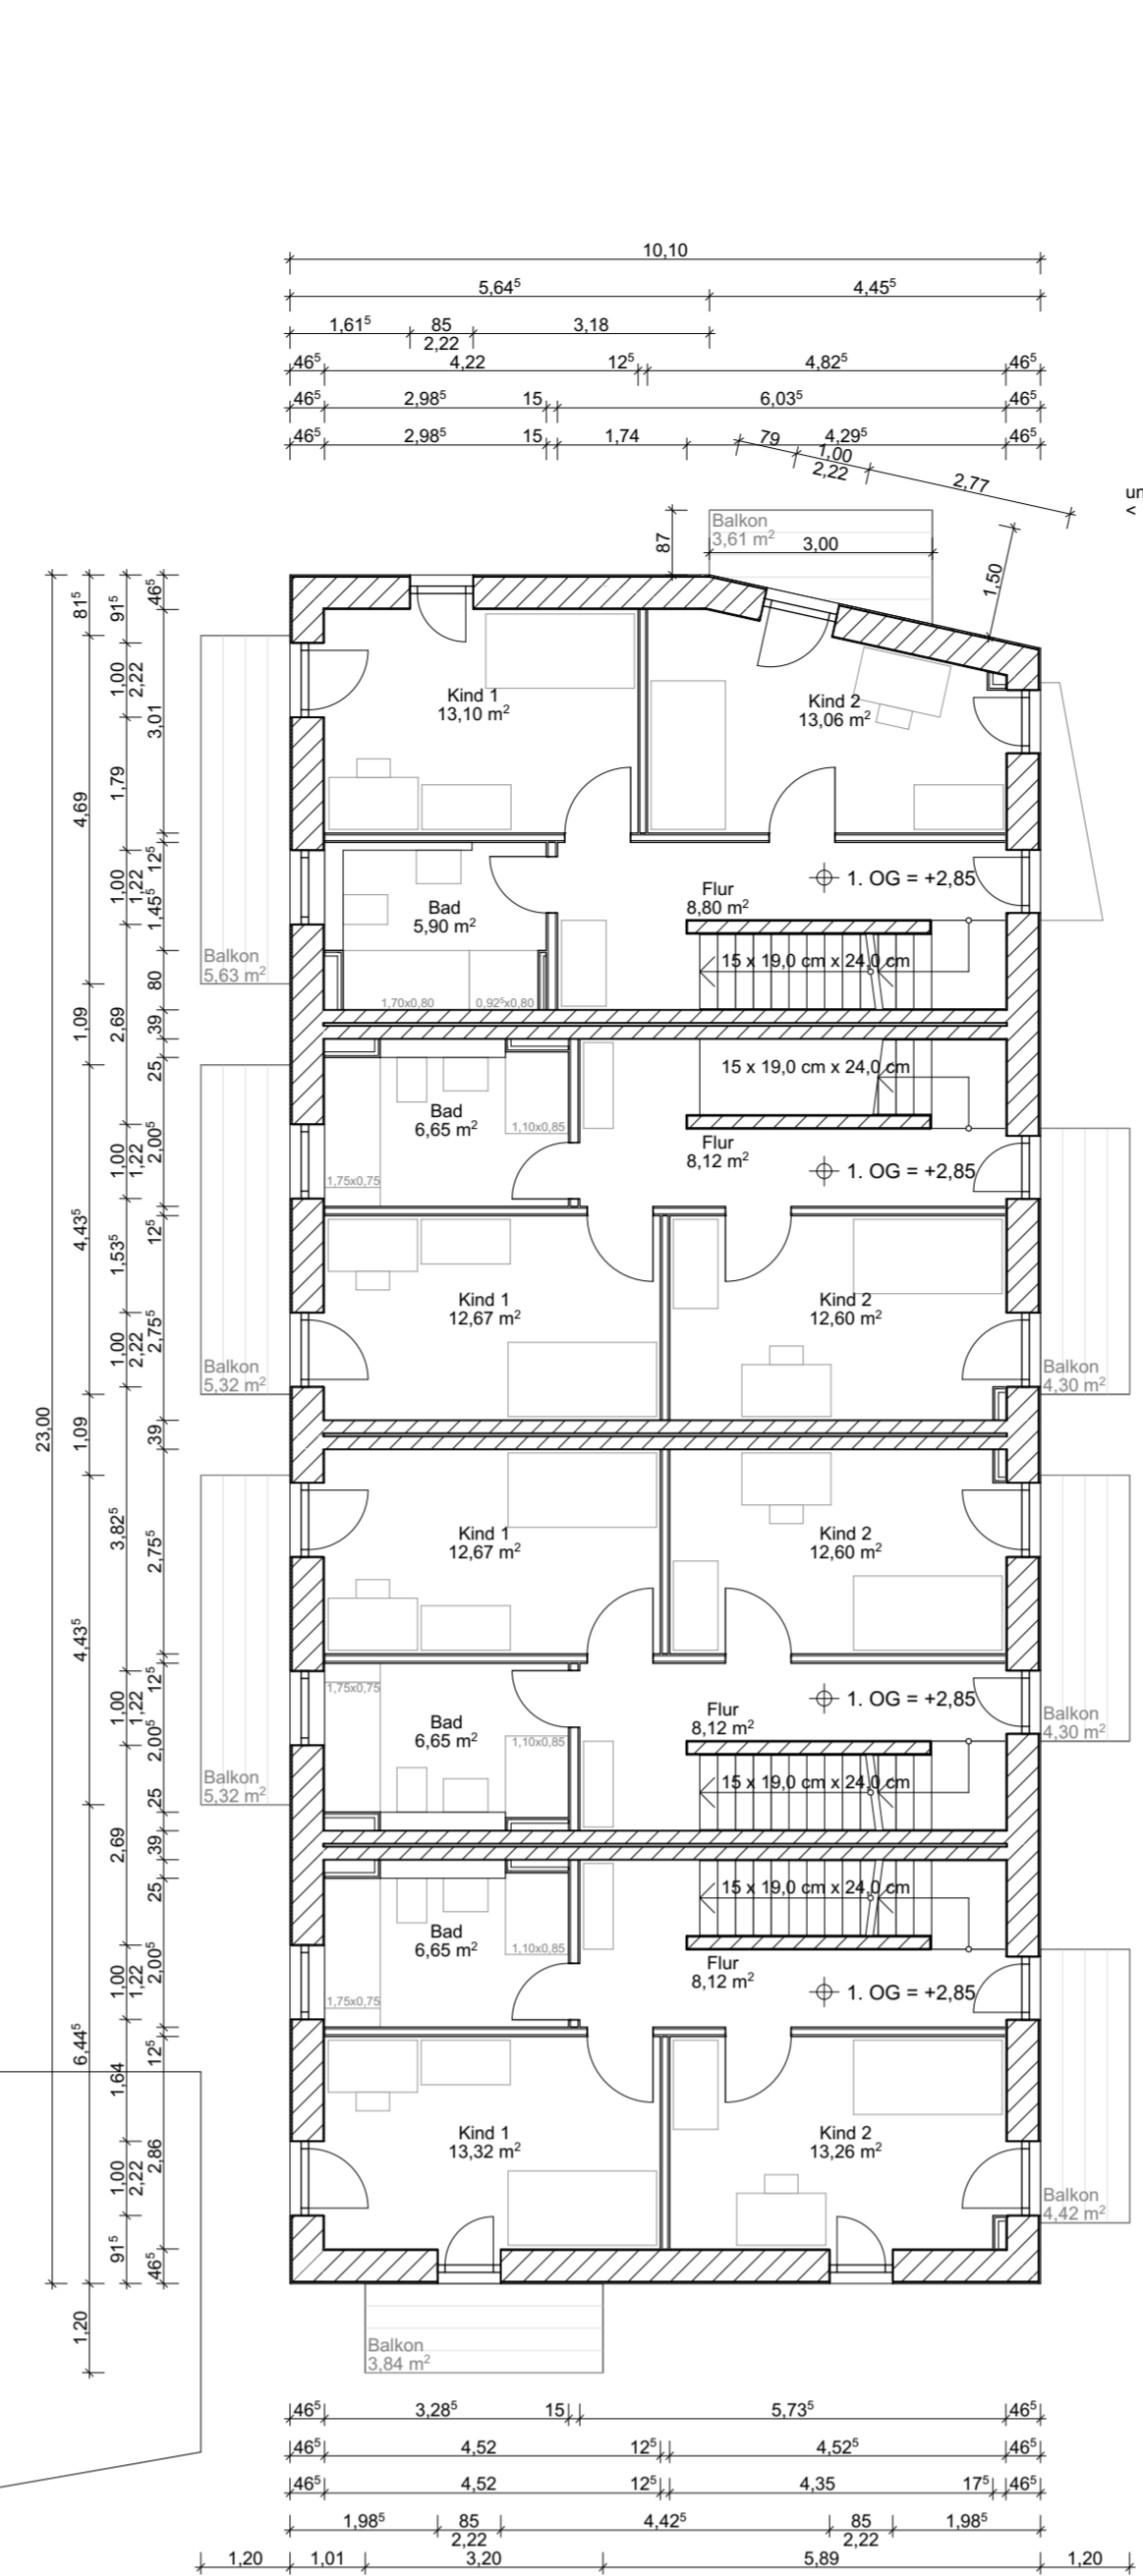 10,10
5,64⁵ 4,45⁵
1,61⁵ 85 3,18
2,22
46⁵ 4,22 12⁵ 4,82⁵ 46⁵
46⁵ 2,98⁵ 15 6,03⁵ 46⁵
46⁵ 2,98⁵ 15 1,74 4,29⁵ 46⁵
79 1,00 2,77
2,22
un
<
87
Balkon
3,61 m²
3,00
1,50
81⁵ 91⁵ 46⁵
1,00
2,22
3,01
Kind 1
13,10 m²
Kind 2
13,06 m²
4,69
1,79
12⁵
1,00
1,22
1,45⁵
Bad
5,90 m²
Flur
8,80 m²
1. OG = +2,85
15 x 19,0 cm x 24,0 cm
Balkon
5,63 m²
80
1,70x0,80 0,92⁵x0,80
1,09 2,69 39
25
15 x 19,0 cm x 24,0 cm
Bad
6,65 m²
1,10x0,85
Flur
8,12 m²
1. OG = +2,85
1,00
1,22
2,00⁵
1,75x0,75
4,43⁵
1,53⁵
12⁵
Kind 1
12,67 m²
Kind 2
12,60 m²
1,00
2,22
2,75⁵
Balkon
5,32 m²
Balkon
4,30 m²
23,00
1,09
39
3,82⁵
2,75⁵
Kind 1
12,67 m²
Kind 2
12,60 m²
4,43⁵
12⁵
1,00
1,22
2,00⁵
1,75x0,75
Bad
6,65 m²
1,10x0,85
Flur
8,12 m²
1. OG = +2,85
Balkon
4,30 m²
15 x 19,0 cm x 24,0 cm
Balkon
5,32 m²
25
2,69 39
25
15 x 19,0 cm x 24,0 cm
Bad
6,65 m²
1,10x0,85
Flur
8,12 m²
1. OG = +2,85
1,00
1,22
2,00⁵
1,75x0,75
6,44⁵
1,64
12⁵
Kind 1
13,32 m²
Kind 2
13,26 m²
1,00
2,22
2,86
Balkon
4,42 m²
91⁵ 46⁵
1,20
Balkon
3,84 m²
46⁵ 3,28⁵ 15 5,73⁵ 46⁵
46⁵ 4,52 12⁵ 4,52⁵ 46⁵
46⁵ 4,52 12⁵ 4,35 17⁵ 46⁵
1,98⁵ 85 4,42⁵ 85 1,98⁵
2,22 2,22
1,20 1,01 3,20 5,89 1,20